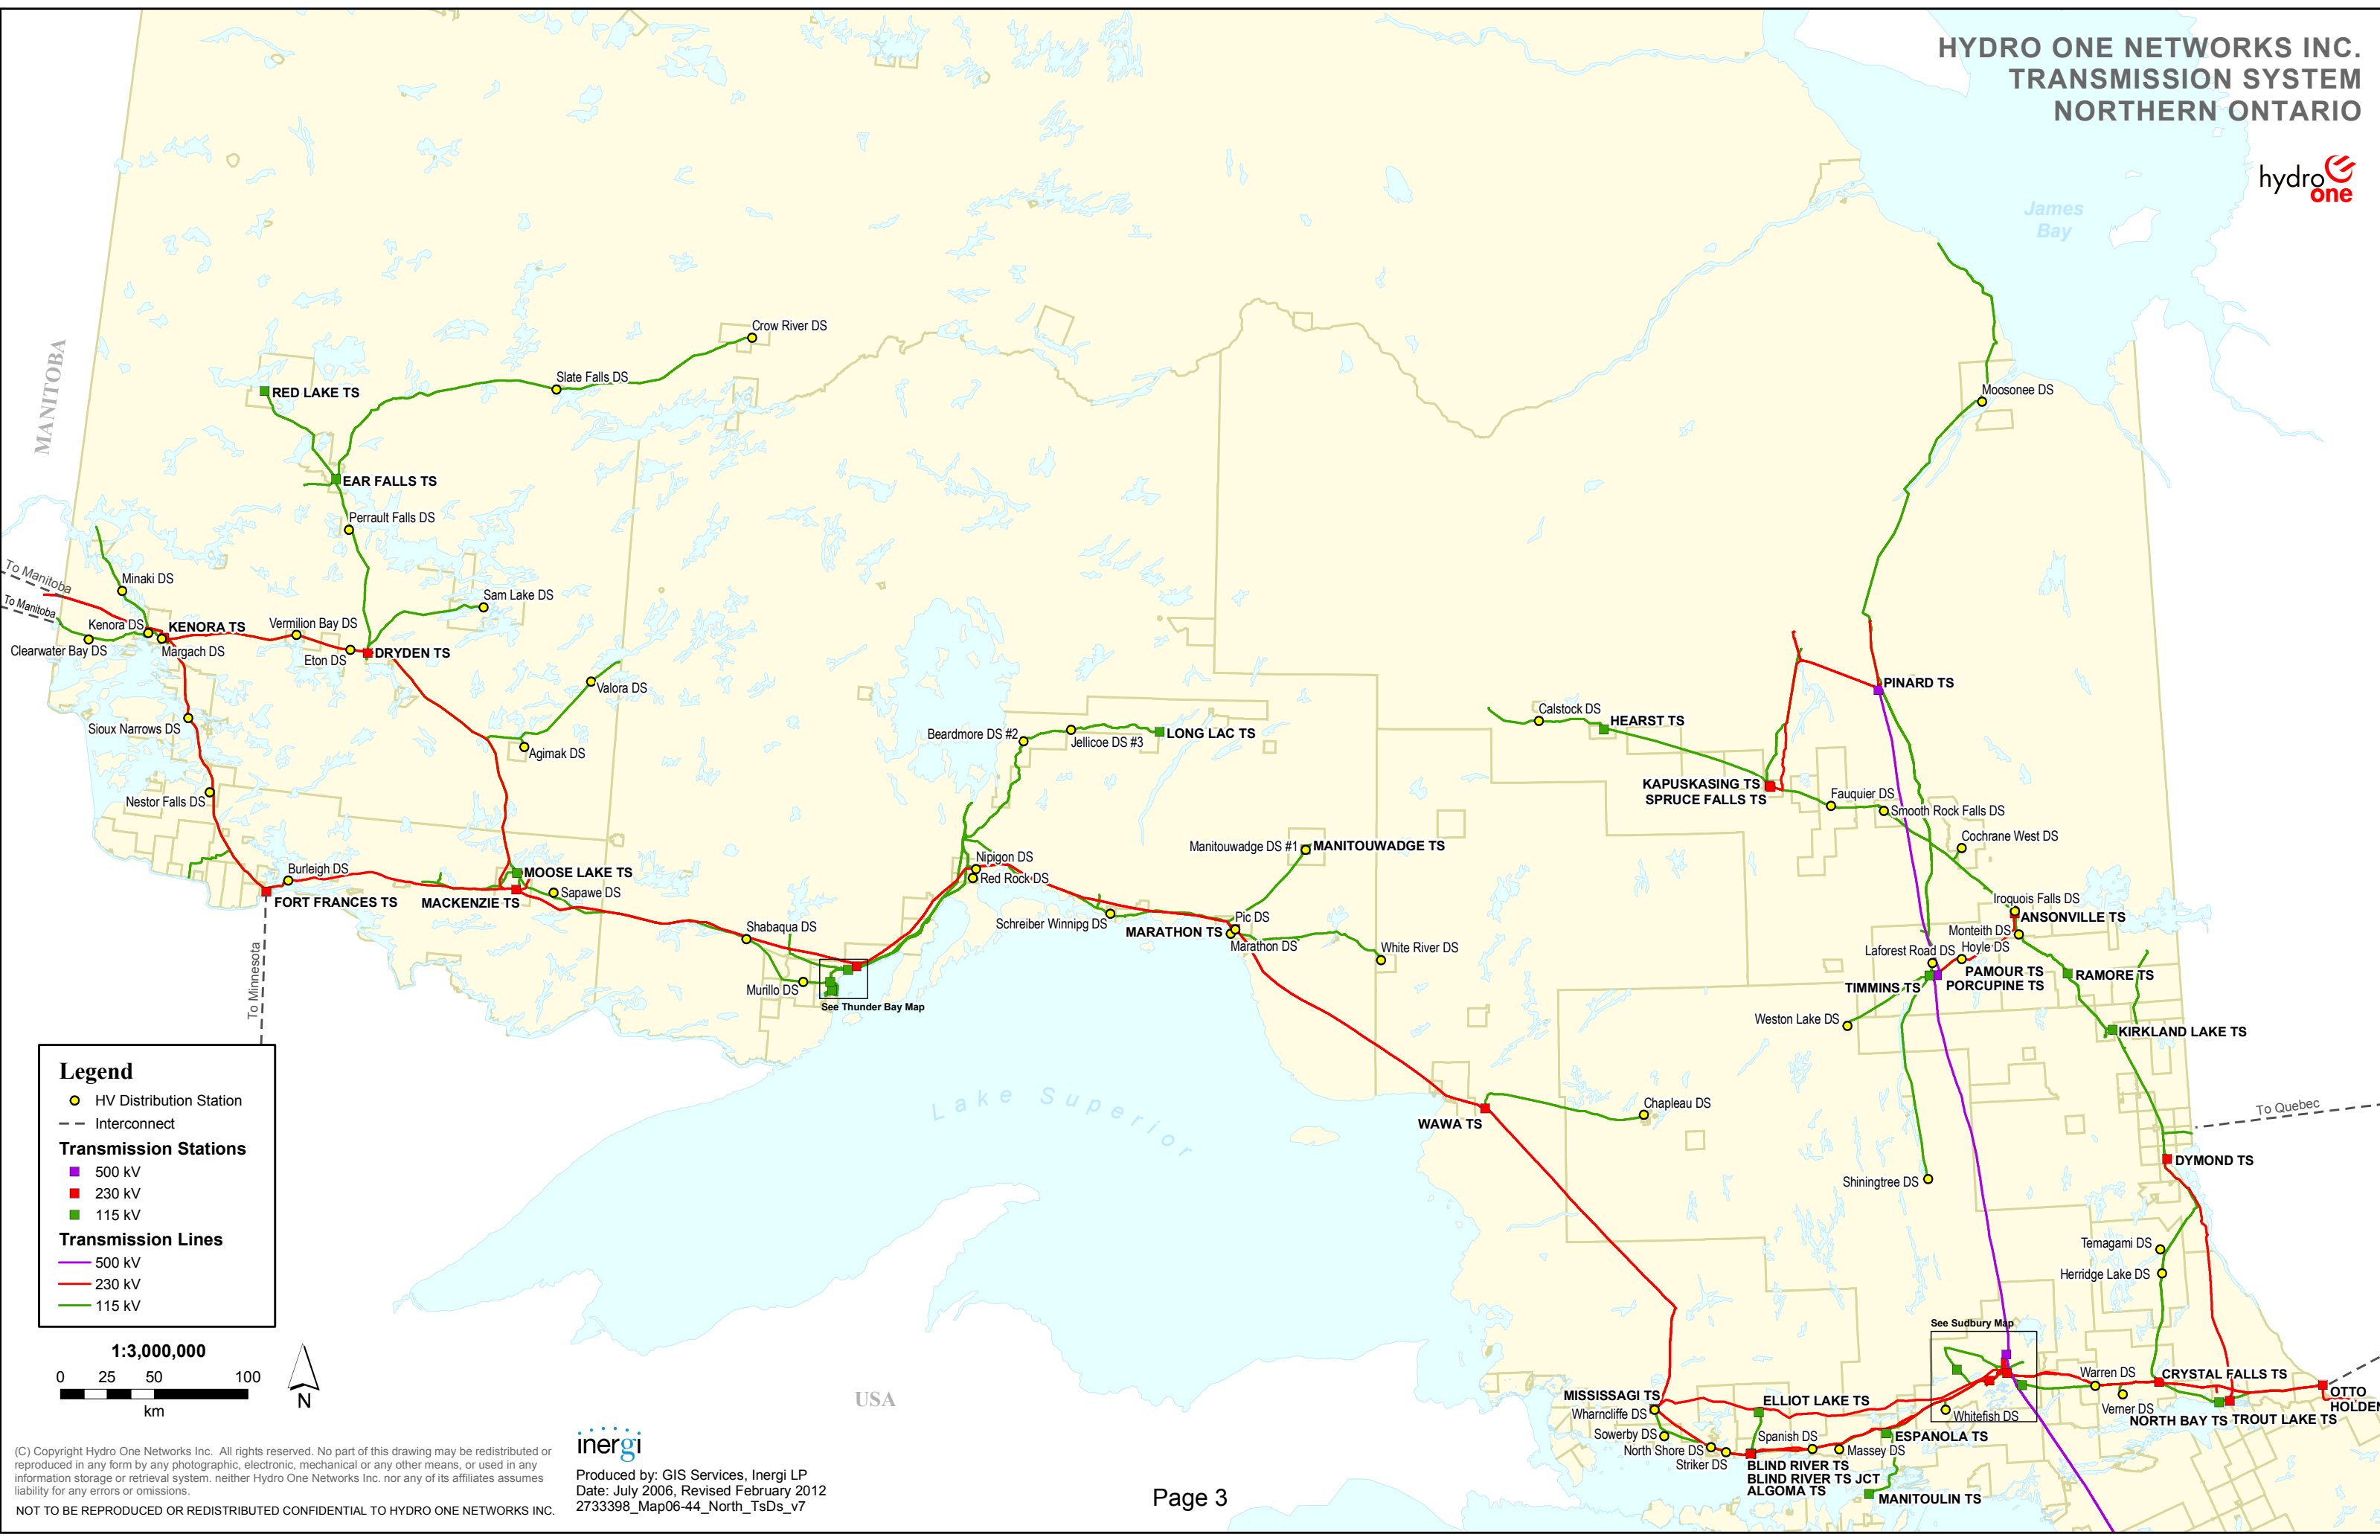 HYDRO ONE NETWORKS INC.
TRANSMISSION SYSTEM
NORTHERN ONTARIO
hydro
one
James
Bay
MANITOBA
Crow River DS
Slate Falls DS
RED LAKE TS
Moosonee DS
EAR FALLS TS
Perrault Falls DS
To Manitoba
To Manitoba
Minaki DS
Sam Lake DS
Kenora DS
KENORA TS
Vermilion Bay DS
Clearwater Bay DS
Margach DS
Eton DS
DRYDEN TS
Valora DS
PINARD TS
Sioux Narrows DS
Agimak DS
Beardmore DS #2
Jellicoe DS #3
LONG LAC TS
Calstock DS
HEARST TS
Nestor Falls DS
KAPUSKASING TS
SPRUCE FALLS TS
Fauquier DS
Smooth Rock Falls DS
Cochrane West DS
Manitouwadge DS #1
MANITOUWADGE TS
Nipigon DS
Red Rock DS
Burleigh DS
MOOSE LAKE TS
Sapawe DS
FORT FRANCES TS
MACKENZIE TS
Iroquois Falls DS
ANSONVILLE TS
Schreiber Winnipg DS
Pic DS
MARATHON TS
Marathon DS
Shabaqua DS
Monteith DS
White River DS
Laforest Road DS
Hoyle DS
To Minnesota
Murillo DS
PAMOUR TS
PORCUPINE TS
RAMORE TS
TIMMINS TS
See Thunder Bay Map
Weston Lake DS
KIRKLAND LAKE TS
Lake Superior
Chapleau DS
WAWA TS
To Quebec
DYMOND TS
Shiningtree DS
Temagami DS
Herridge Lake DS
See Sudbury Map
Warren DS
CRYSTAL FALLS TS
OTTO
HOLDEN
MISSISSAGI TS
ELLIOT LAKE TS
Wharncliffe DS
Whitefish DS
Verner DS
NORTH BAY TS
TROUT LAKE TS
Sowerby DS
Spanish DS
ESPANOLA TS
North Shore DS
Massey DS
Striker DS
BLIND RIVER TS
BLIND RIVER TS JCT
ALGOMA TS
MANITOULIN TS
USA
Legend
HV Distribution Station
Interconnect
Transmission Stations
500 kV
230 kV
115 kV
Transmission Lines
500 kV
230 kV
115 kV
1:3,000,000
0 25 50 100
km
N
(C) Copyright Hydro One Networks Inc. All rights reserved. No part of this drawing may be redistributed or
reproduced in any form by any photographic, electronic, mechanical or any other means, or used in any
information storage or retrieval system. neither Hydro One Networks Inc. nor any of its affiliates assumes
liability for any errors or omissions.
NOT TO BE REPRODUCED OR REDISTRIBUTED CONFIDENTIAL TO HYDRO ONE NETWORKS INC.
inergi
Produced by: GIS Services, Inergi LP
Date: July 2006, Revised February 2012
2733398_Map06-44_North_TsDs_v7
Page 3